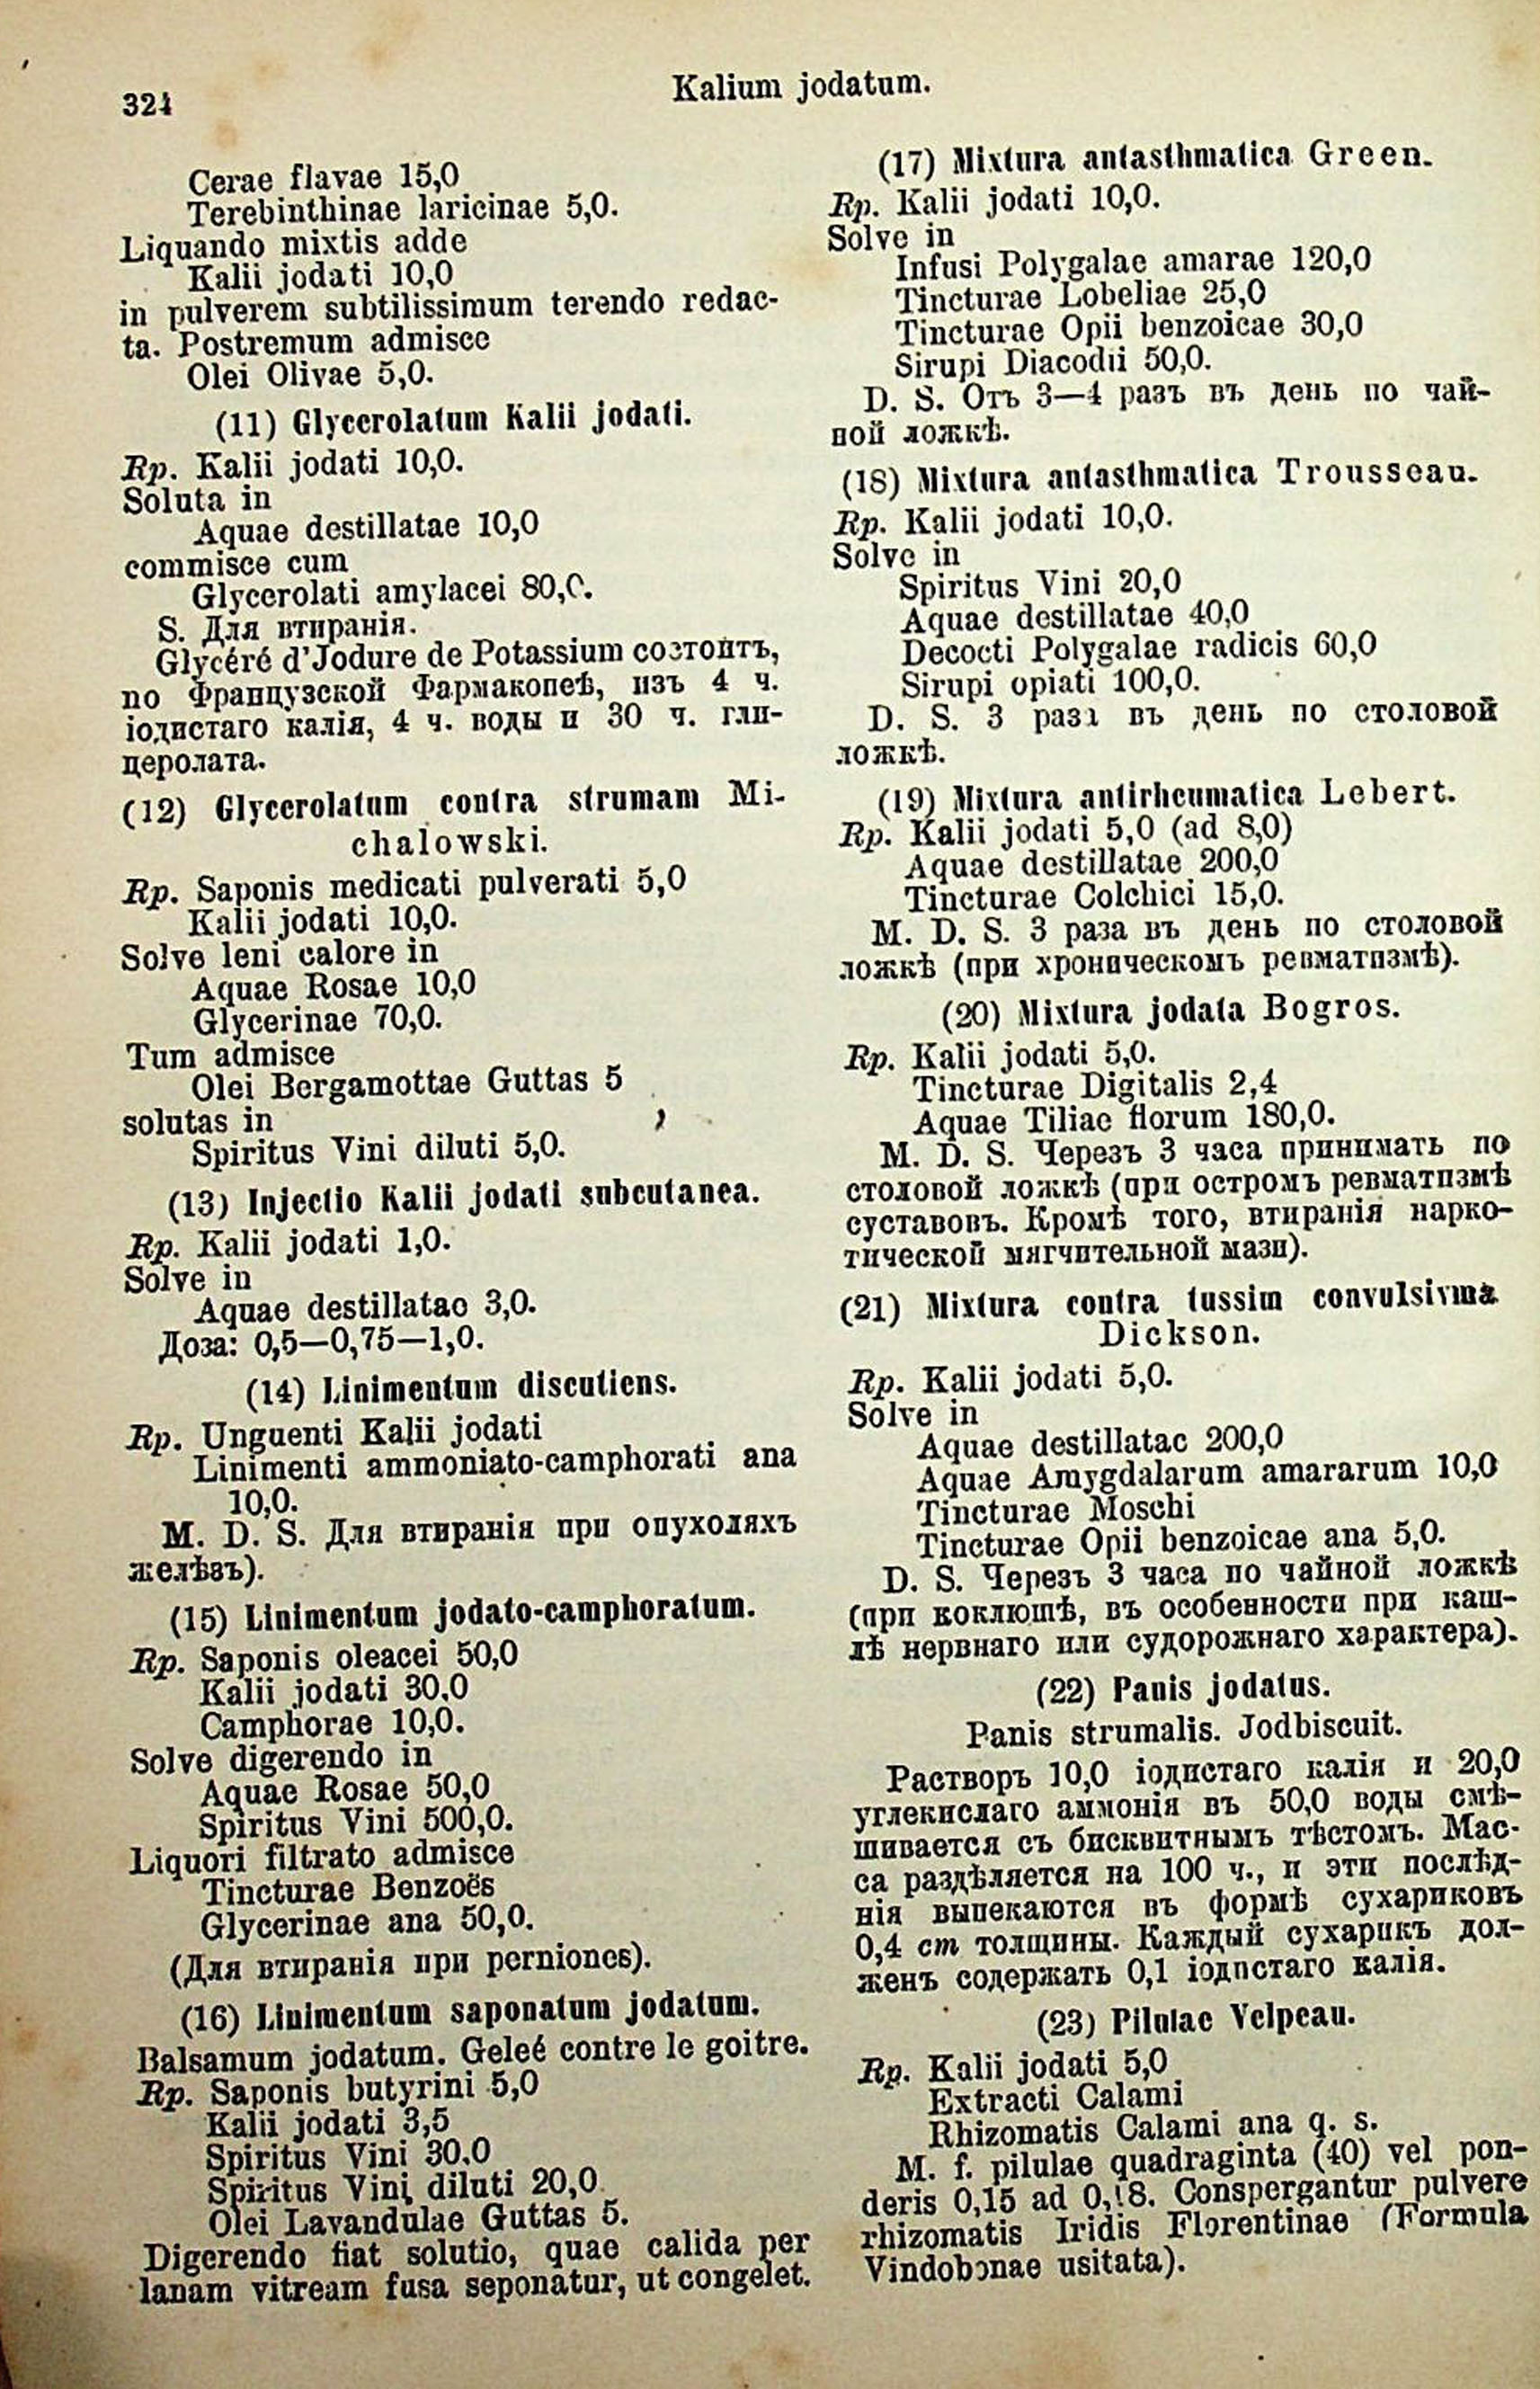 324
Kalium jodatum.
Cerae flavae 15,0
Terebinthinae laricinae 5,0.
Liquando mixtis adde
Kalii jodati 10,0
in pulverem subtilissimum terendo redac-
ta. Postremum admisce
Olei Olivae 5,0.
(11) Glycerolatum Kalii jodati.
Rp. Kalii jodati 10,0.
Soluta in
Aquae destillatae 10,0
commisce cum
Glycerolati amylacei 80,0.
S. Для втиранія.
Glycéré d'Jodure de Potassium состоитъ,
по Французской Фармакопеѣ, изъ 4 ч.
іодистаго калія, 4 ч. воды и 30 ч. гли-
церолата.
(12) Glycerolatum contra strumam Mi-
chalowski.
Rp. Saponis medicati pulverati 5,0
Kalii jodati 10,0.
Solve leni calore in
Aquae Rosae 10,0
Glycerinae 70,0.
Tum admisce
Olei Bergamottae Guttas 5
solutas in
Spiritus Vini diluti 5,0.
(13) Injectio Kalii jodati subcutanea.
Rp. Kalii jodati 1,0.
Solve in
Aquae destillatae 3,0.
Доза: 0,5—0,75—1,0.
(14) Linimentum discutiens.
Rp. Unguenti Kalii jodati
Linimenti ammoniato-camphorati ana
10,0.
M. D. S. Для втиранія при опухоляхъ
желѣзъ).
(15) Linimentum jodato-camphoratum.
Rp. Saponis oleacei 50,0
Kalii jodati 30,0
Camphorae 10,0.
Solve digerendo in
Aquae Rosae 50,0
Spiritus Vini 500,0.
Liquori filtrato admisce
Tincturae Benzoës
Glycerinae ana 50,0.
(Для втиранія при perniones).
(16) Linimentum saponatum jodatum.
Balsamum jodatum. Geleé contre le goitre.
Rp. Saponis butyrini 5,0
Kalii jodati 3,5
Spiritus Vini 30,0
Spiritus Vini diluti 20,0
Olei Lavandulae Guttas 5.
Digerendo fiat solutio, quae calida per
lanam vitream fusa seponatur, ut congelet.
(17) Mixtura antasthmatica Green.
Rp. Kalii jodati 10,0.
Solve in
Infusi Polygalae amarae 120,0
Tincturae Lobeliae 25,0
Tincturae Opii benzoicae 30,0
Sirupi Diacodii 50,0.
D. S. Отъ 3—4 разъ въ день по чай-
ной ложкѣ.
(18) Mixtura antasthmatica Trousseau.
Rp. Kalii jodati 10,0.
Solve in
Spiritus Vini 20,0
Aquae destillatae 40,0
Decocti Polygalae radicis 60,0
Sirupi opiati 100,0.
D. S. 3 раза въ день по столовой
ложкѣ.
(19) Mixtura antirheumatica Lebert.
Rp. Kalii jodati 5,0 (ad 8,0)
Aquae destillatae 200,0
Tincturae Colchici 15,0.
M. D. S. 3 раза въ день по столовой
ложкѣ (при хроническомъ ревматизмѣ).
(20) Mixtura jodata Bogros.
Rp. Kalii jodati 5,0.
Tincturae Digitalis 2,4
Aquae Tiliae florum 180,0.
M. D. S. Черезъ 3 часа принимать по
столовой ложкѣ (при остромъ ревматизмѣ
суставовъ. Кромѣ того, втиранія нарко-
тической мягчительной мази).
(21) Mixtura contra tussim convulsivma
Dickson.
Rp. Kalii jodati 5,0.
Solve in
Aquae destillatae 200,0
Aquae Amygdalarum amararum 10,0
Tincturae Moschi
Tincturae Opii benzoicae ana 5,0.
D. S. Черезъ 3 часа по чайной ложкѣ
(при коклюшѣ, въ особенности при каш-
лѣ нервнаго или судорожнаго характера).
(22) Panis jodatus.
Panis strumalis. Jodbiscuit.
Растворъ 10,0 іодистаго калія и 20,0
углекислаго аммонія въ 50,0 воды смѣ-
шивается съ бисквитнымъ тѣстомъ. Мас-
са раздѣляется на 100 ч., и эти послѣд-
нія выпекаются въ формѣ сухариковъ
0,4 cm толщины. Каждый сухарикъ дол-
женъ содержать 0,1 іодистаго калія.
(23) Pilulae Velpeau.
Rp. Kalii jodati 5,0
Extracti Calami
Rhizomatis Calami ana q. s.
M. f. pilulae quadraginta (40) vel pon-
deris 0,15 ad 0,18. Conspergantur pulvere
rhizomatis Iridis Florentinae (Formula
Vindobonae usitata).